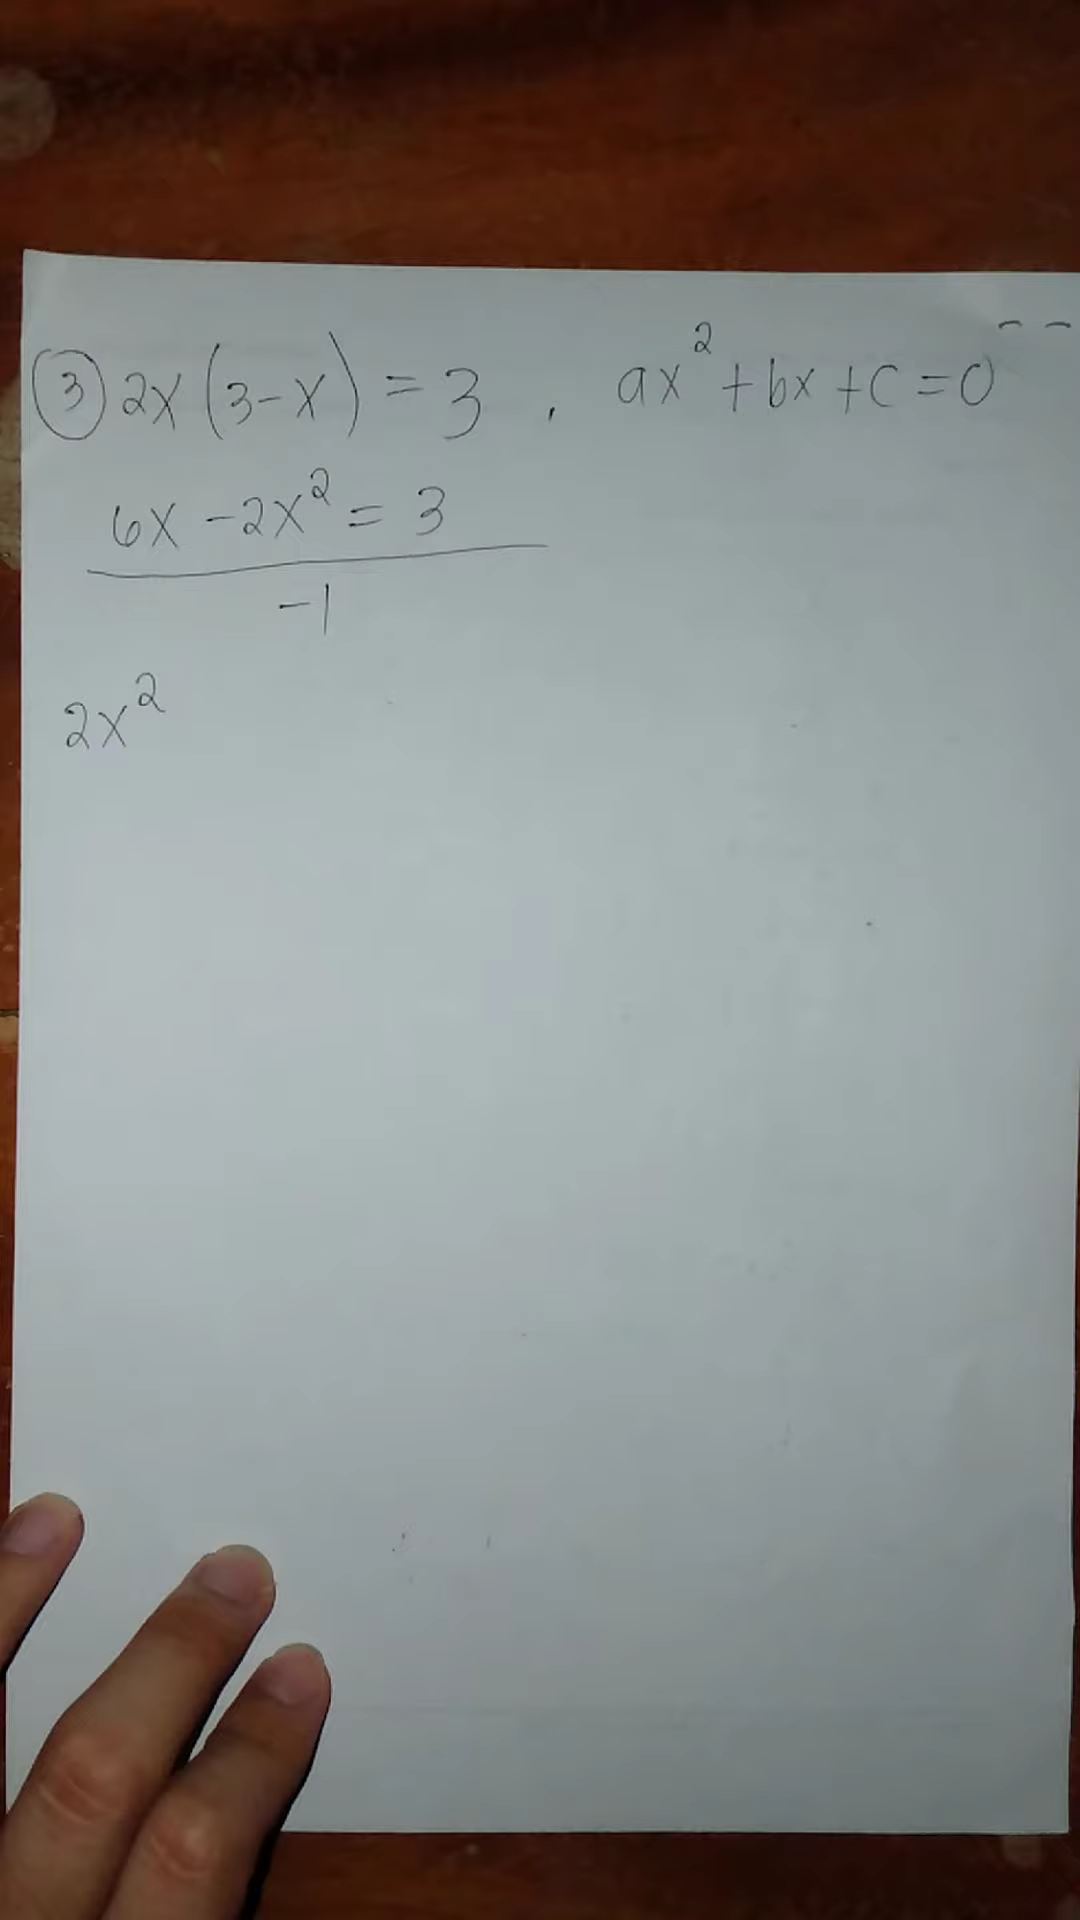 ③ 2x(3-x) = 3 , ax² + bx + c = 0
6x - 2x² = 3
-1
2x²